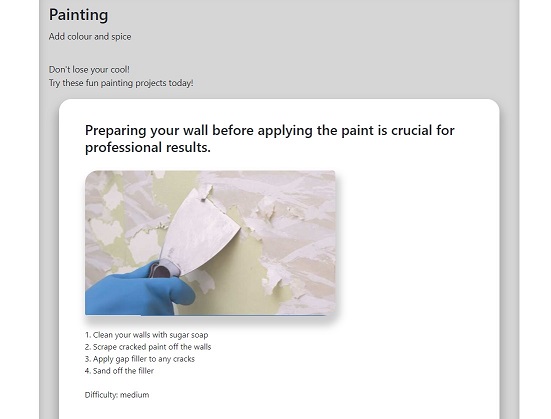 Painting
Add colour and spice
Don't lose your cool!
Try these fun painting projects today!
Preparing your wall before applying the paint is crucial for
professional results.
1. Clean your walls with sugar soap
2. Scrape cracked paint off the walls
3. Apply gap filler to any cracks
4. Sand off the filler
Difficulty: medium